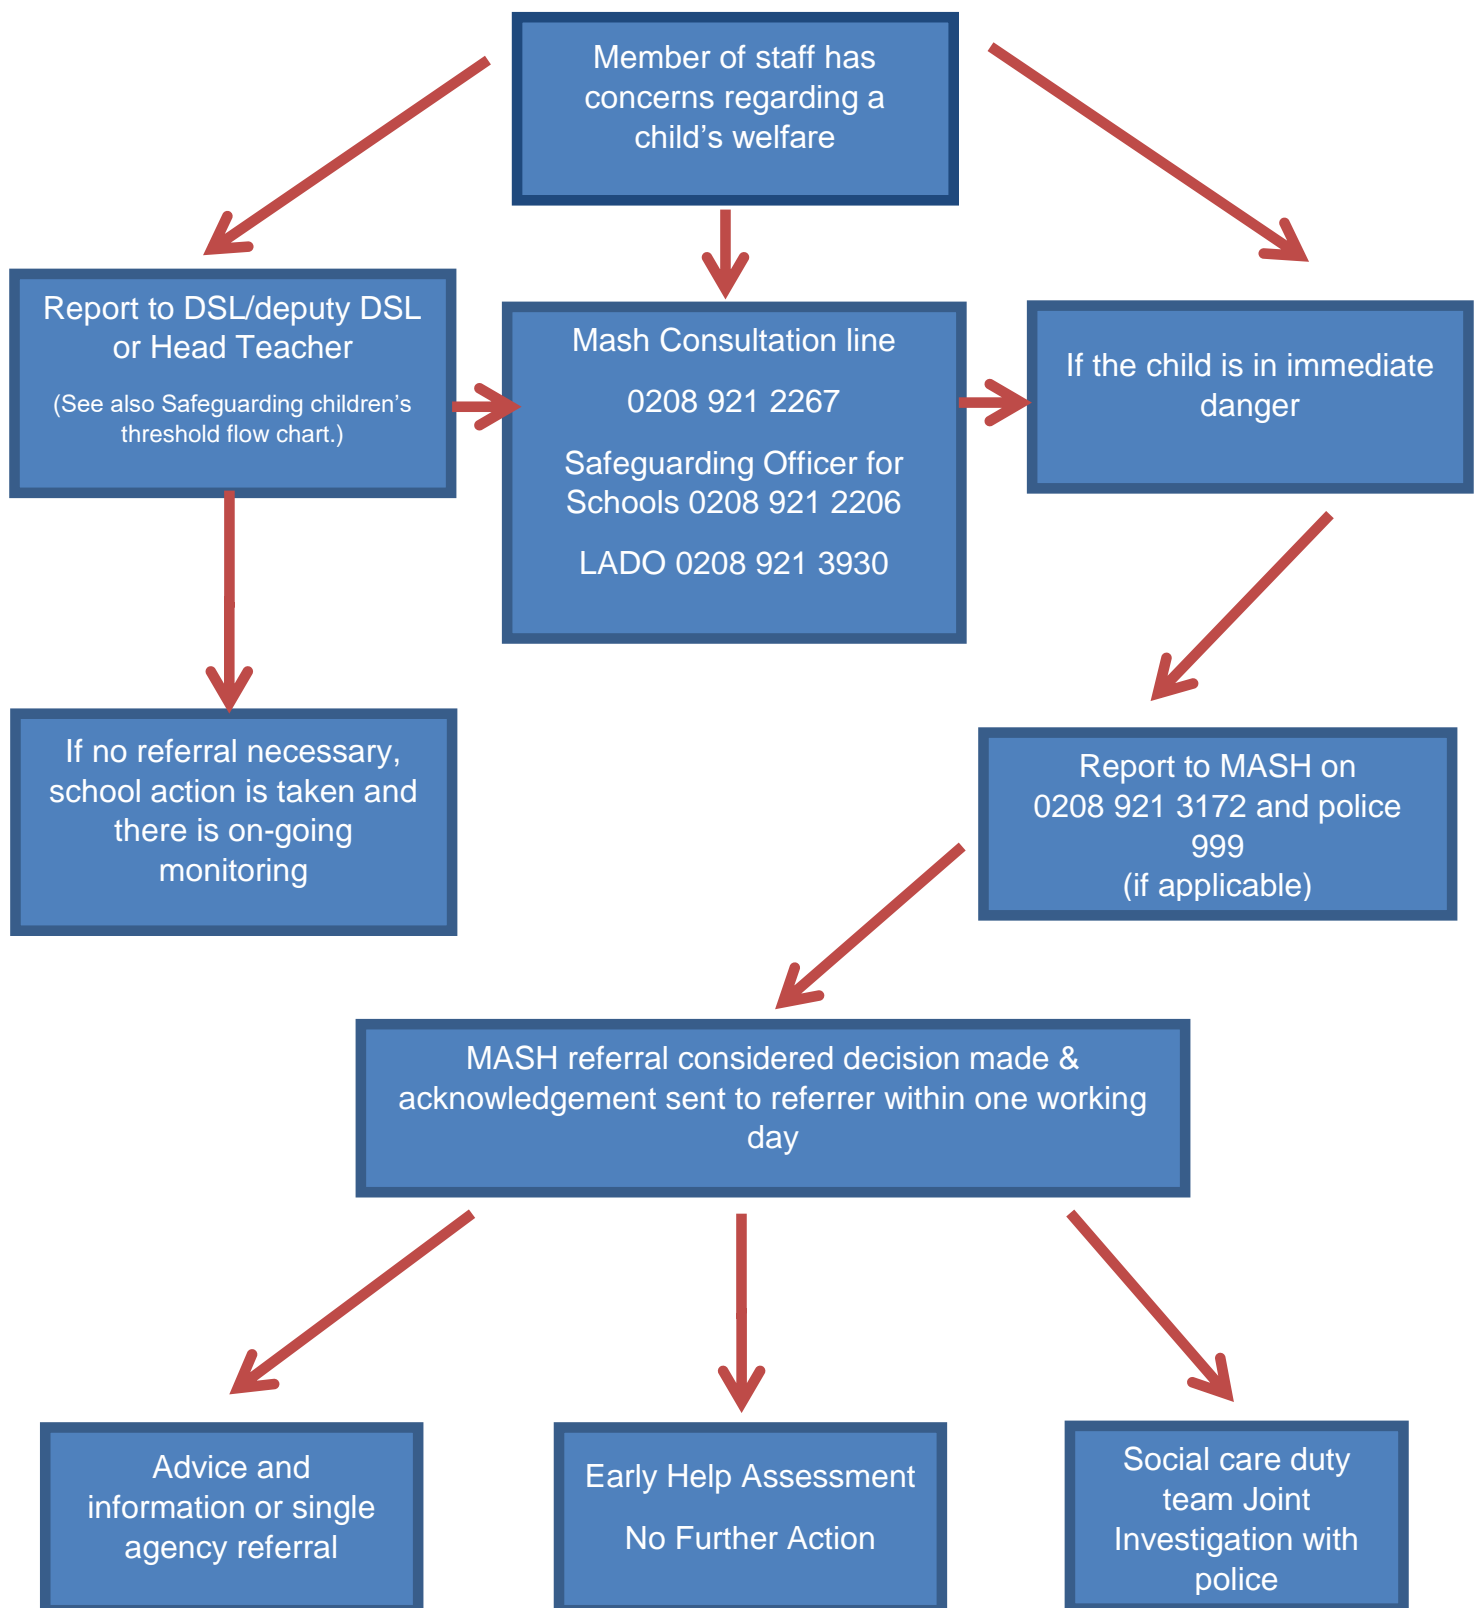 Member of staff has
concerns regarding a
child’s welfare
Report to DSL/deputy DSL
or Head Teacher
(See also Safeguarding children’s
threshold flow chart.)
Mash Consultation line
0208 921 2267
Safeguarding Officer for
Schools 0208 921 2206
LADO 0208 921 3930
If the child is in immediate
danger
If no referral necessary,
school action is taken and
there is on-going
monitoring
Report to MASH on
0208 921 3172 and police
999
(if applicable)
MASH referral considered decision made &
acknowledgement sent to referrer within one working
day
Advice and
information or single
agency referral
Early Help Assessment
No Further Action
Social care duty
team Joint
Investigation with
police